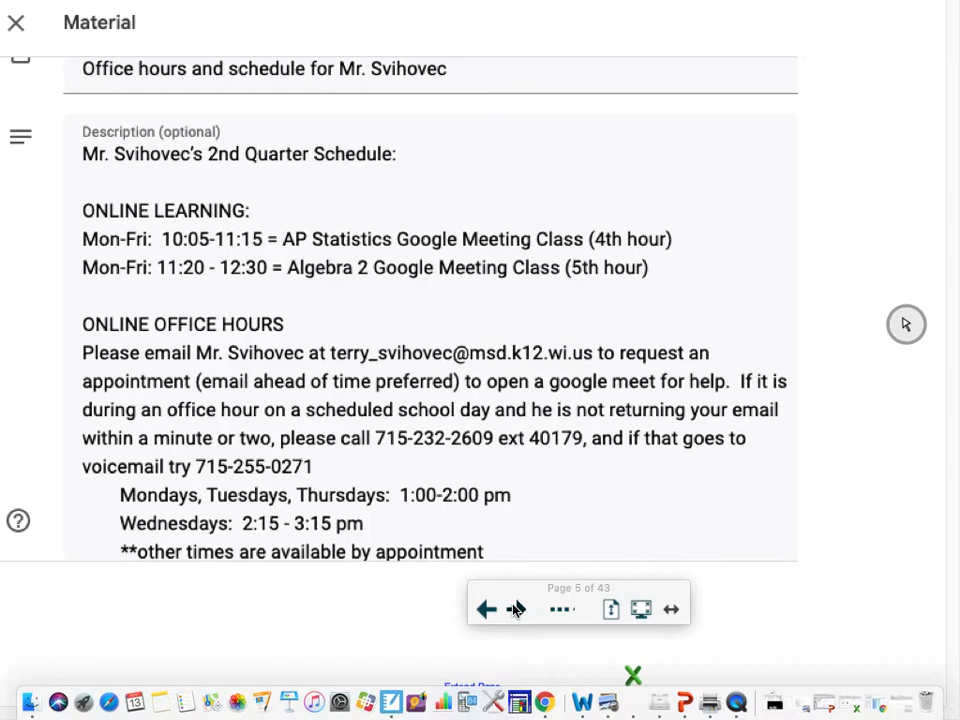 Material
Office hours and schedule for Mr. Svihovec
Description (optional)
Mr. Svihovec's 2nd Quarter Schedule:
ONLINE LEARNING:
Mon-Fri:  10:05-11:15 = AP Statistics Google Meeting Class (4th hour)
Mon-Fri: 11:20 - 12:30 = Algebra 2 Google Meeting Class (5th hour)
ONLINE OFFICE HOURS
Please email Mr. Svihovec at terry_svihovec@msd.k12.wi.us to request an
appointment (email ahead of time preferred) to open a google meet for help.  If it is
during an office hour on a scheduled school day and he is not returning your email
within a minute or two, please call 715-232-2609 ext 40179, and if that goes to
voicemail try 715-255-0271
Mondays, Tuesdays, Thursdays:  1:00-2:00 pm
Wednesdays:  2:15 - 3:15 pm
**other times are available by appointment
Page 5 of 43
Extend Page
13